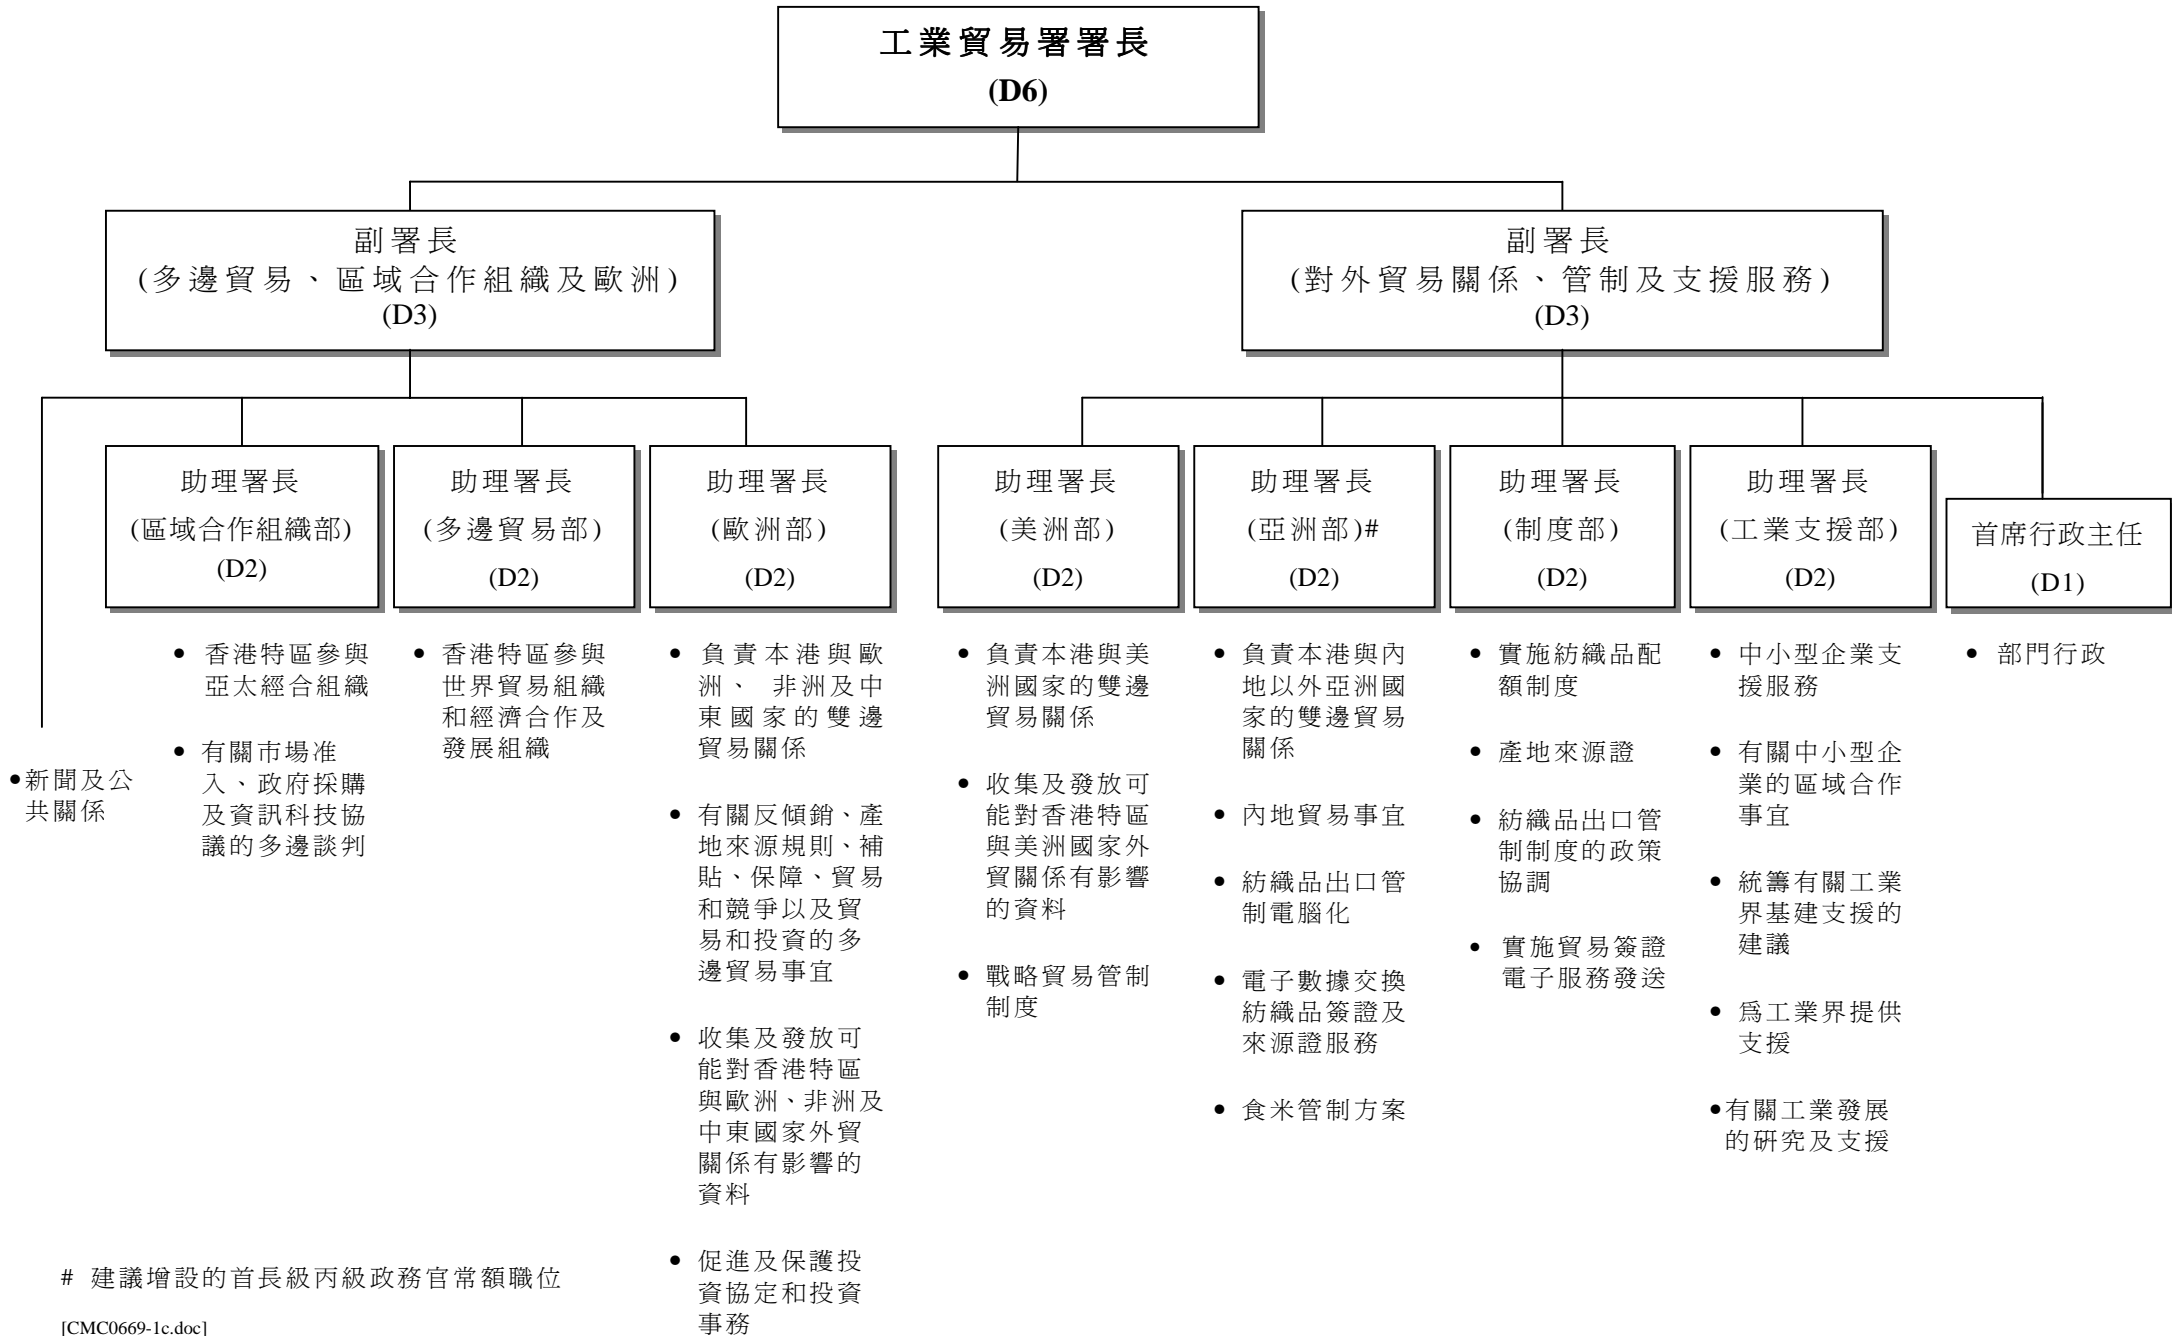 工業貿易署署長
(D6)
副署長
(多邊貿易、區域合作組織及歐洲)
(D3)
副署長
(對外貿易關係、管制及支援服務)
(D3)
助理署長
(區域合作組織部)
(D2)
助理署長
(多邊貿易部)
(D2)
助理署長
(歐洲部)
(D2)
助理署長
(美洲部)
(D2)
助理署長
(亞洲部)#
(D2)
助理署長
(制度部)
(D2)
助理署長
(工業支援部)
(D2)
首席行政主任
(D1)
•新聞及公
共關係
• 香港特區參與
亞太經合組織
• 有關市場准
入、政府採購
及資訊科技協
議的多邊談判
• 香港特區參與
世界貿易組織
和經濟合作及
發展組織
• 負責本港與歐
洲、 非洲及中
東國家的雙邊
貿易關係
• 有關反傾銷、產
地來源規則、補
貼、保障、貿易
和競爭以及貿
易和投資的多
邊貿易事宜
• 收集及發放可
能對香港特區
與歐洲、非洲及
中東國家外貿
關係有影響的
資料
• 促進及保護投
資協定和投資
事務
• 負責本港與美
洲國家的雙邊
貿易關係
• 收集及發放可
能對香港特區
與美洲國家外
貿關係有影響
的資料
• 戰略貿易管制
制度
• 負責本港與內
地以外亞洲國
家的雙邊貿易
關係
• 內地貿易事宜
• 紡織品出口管
制電腦化
• 電子數據交換
紡織品簽證及
來源證服務
• 食米管制方案
• 實施紡織品配
額制度
• 產地來源證
• 紡織品出口管
制制度的政策
協調
• 實施貿易簽證
電子服務發送
• 中小型企業支
援服務
• 有關中小型企
業的區域合作
事宜
• 統籌有關工業
界基建支援的
建議
• 爲工業界提供
支援
•有關工業發展
的研究及支援
• 部門行政
# 建議增設的首長級丙級政務官常額職位
[CMC0669-1c.doc]